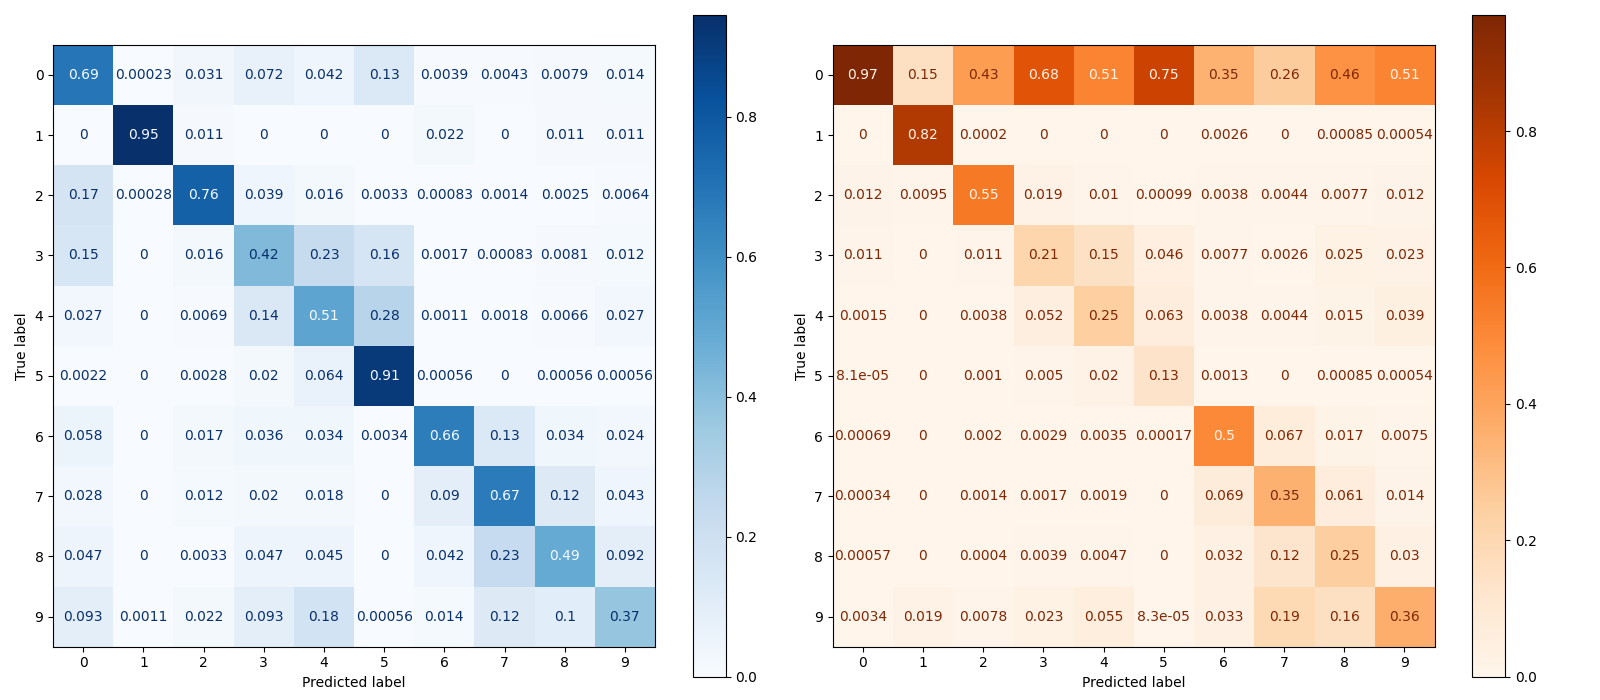 0 0.69 0.00023 0.031 0.072 0.042 0.13 0.0039 0.0043 0.0079 0.014
1 0 0.95 0.011 0 0 0 0.022 0 0.011 0.011
2 0.17 0.00028 0.76 0.039 0.016 0.0033 0.00083 0.0014 0.0025 0.0064
3 0.15 0 0.016 0.42 0.23 0.16 0.0017 0.00083 0.0081 0.012
4 0.027 0 0.0069 0.14 0.51 0.28 0.0011 0.0018 0.0066 0.027
5 0.0022 0 0.0028 0.02 0.064 0.91 0.00056 0 0.00056 0.00056
6 0.058 0 0.017 0.036 0.034 0.0034 0.66 0.13 0.034 0.024
7 0.028 0 0.012 0.02 0.018 0 0.09 0.67 0.12 0.043
8 0.047 0 0.0033 0.047 0.045 0 0.042 0.23 0.49 0.092
9 0.093 0.0011 0.022 0.093 0.18 0.00056 0.014 0.12 0.1 0.37
0 1 2 3 4 5 6 7 8 9
Predicted label
True label
0.8
0.6
0.4
0.2
0.0
0 0.97 0.15 0.43 0.68 0.51 0.75 0.35 0.26 0.46 0.51
1 0 0.82 0.0002 0 0 0 0.0026 0 0.00085 0.00054
2 0.012 0.0095 0.55 0.019 0.01 0.00099 0.0038 0.0044 0.0077 0.012
3 0.011 0 0.011 0.21 0.15 0.046 0.0077 0.0026 0.025 0.023
4 0.0015 0 0.0038 0.052 0.25 0.063 0.0038 0.0044 0.015 0.039
5 8.1e-05 0 0.001 0.005 0.02 0.13 0.0013 0 0.00085 0.00054
6 0.00069 0 0.002 0.0029 0.0035 0.00017 0.5 0.067 0.017 0.0075
7 0.00034 0 0.0014 0.0017 0.0019 0 0.069 0.35 0.061 0.014
8 0.00057 0 0.0004 0.0039 0.0047 0 0.032 0.12 0.25 0.03
9 0.0034 0.019 0.0078 0.023 0.055 8.3e-05 0.033 0.19 0.16 0.36
0 1 2 3 4 5 6 7 8 9
Predicted label
True label
0.8
0.6
0.4
0.2
0.0